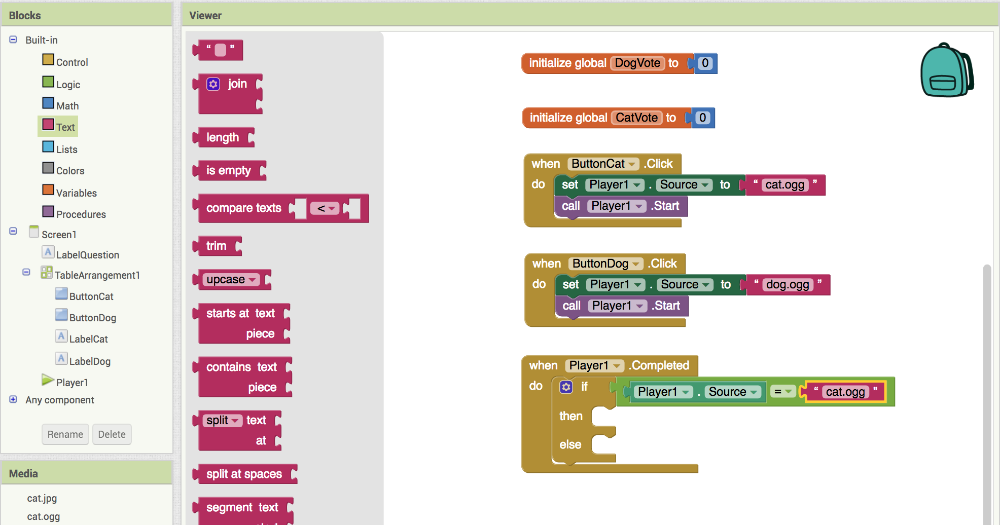 Blocks
Built-in
Control
Logic
Math
Text
Lists
Colors
Variables
Procedures
Screen1
LabelQuestion
TableArrangement1
ButtonCat
ButtonDog
LabelCat
LabelDog
Player1
Any component
Rename Delete
Media
cat.jpg
cat.ogg
Viewer
“ ”
join
length
is empty
compare texts <
trim
upcase
starts at text
piece
contains text
piece
split text
at
split at spaces
segment text
initialize global DogVote to 0
initialize global CatVote to 0
when ButtonCat .Click
do set Player1 . Source to “ cat.ogg ”
call Player1 .Start
when ButtonDog .Click
do set Player1 . Source to “ dog.ogg ”
call Player1 .Start
when Player1 .Completed
do if Player1 . Source = “ cat.ogg ”
then
else